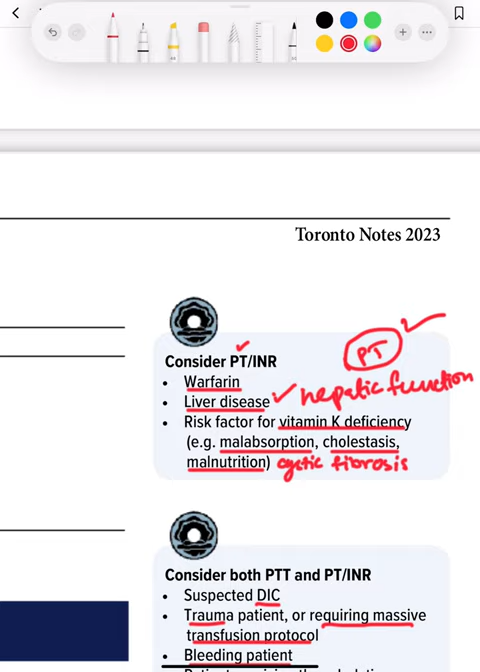 Toronto Notes 2023
Consider PT/INR
PT
• Warfarin
• Liver disease
hepatic function
• Risk factor for vitamin K deficiency
(e.g. malabsorption, cholestasis,
malnutrition) cystic fibrosis
Consider both PTT and PT/INR
• Suspected DIC
• Trauma patient, or requiring massive
transfusion protocol
• Bleeding patient